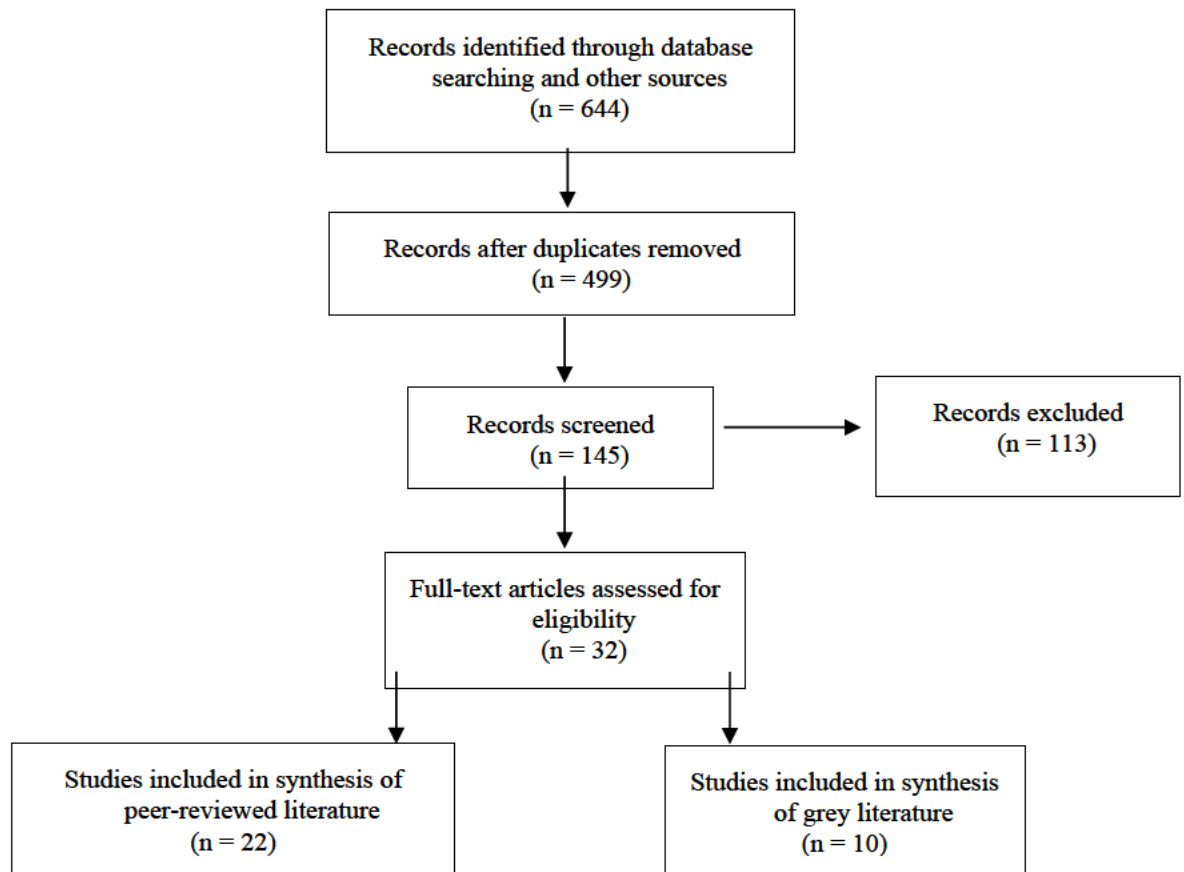 Records identified through database
searching and other sources
(n = 644)
Records after duplicates removed
(n = 499)
Records screened
(n = 145)
Records excluded
(n = 113)
Full-text articles assessed for
eligibility
(n = 32)
Studies included in synthesis of
peer-reviewed literature
(n = 22)
Studies included in synthesis
of grey literature
(n = 10)